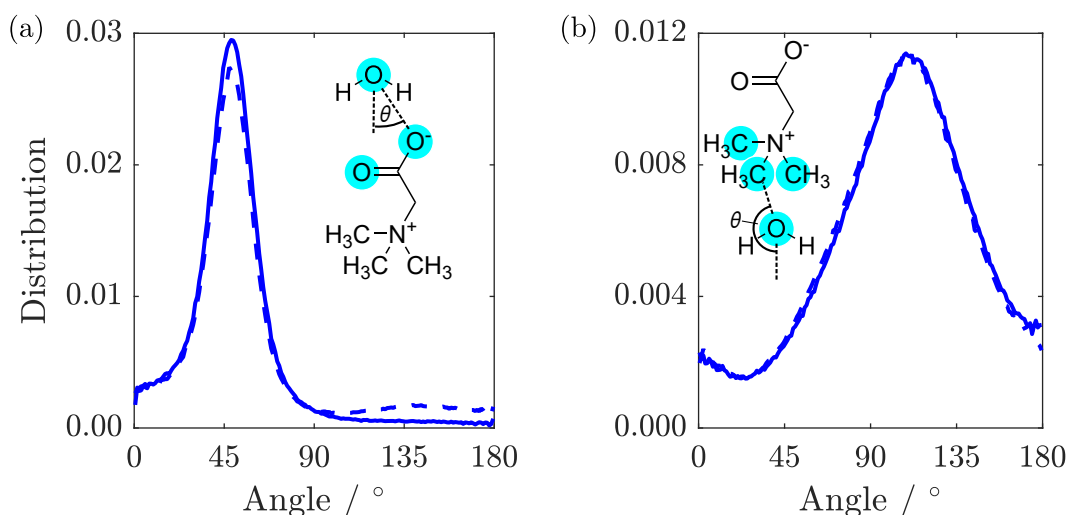 (a)
0.03
0.02
0.01
0.00
Distribution
0
45
90
135
180
Angle / °
O
H
H
θ
O-
O
N+
H3C
H3C
CH3
(b)
0.012
0.008
0.004
0.000
0
45
90
135
180
Angle / °
O-
O
H3C
N+
H3C
CH3
θ
O
H
H